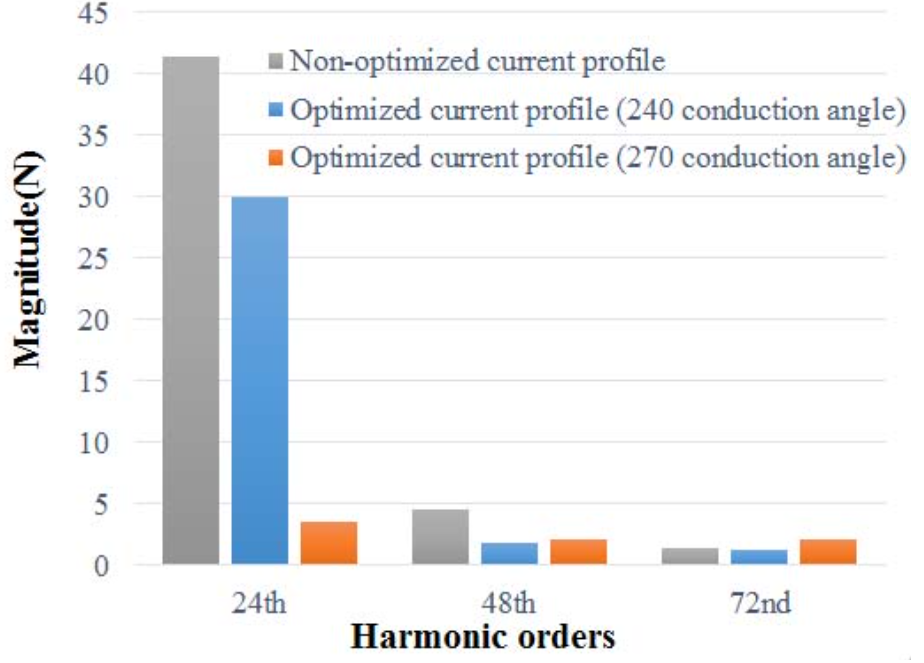 45
40
35
30
25
20
15
10
5
0
Magnitude(N)
Non-optimized current profile
Optimized current profile (240 conduction angle)
Optimized current profile (270 conduction angle)
24th 48th 72nd
Harmonic orders